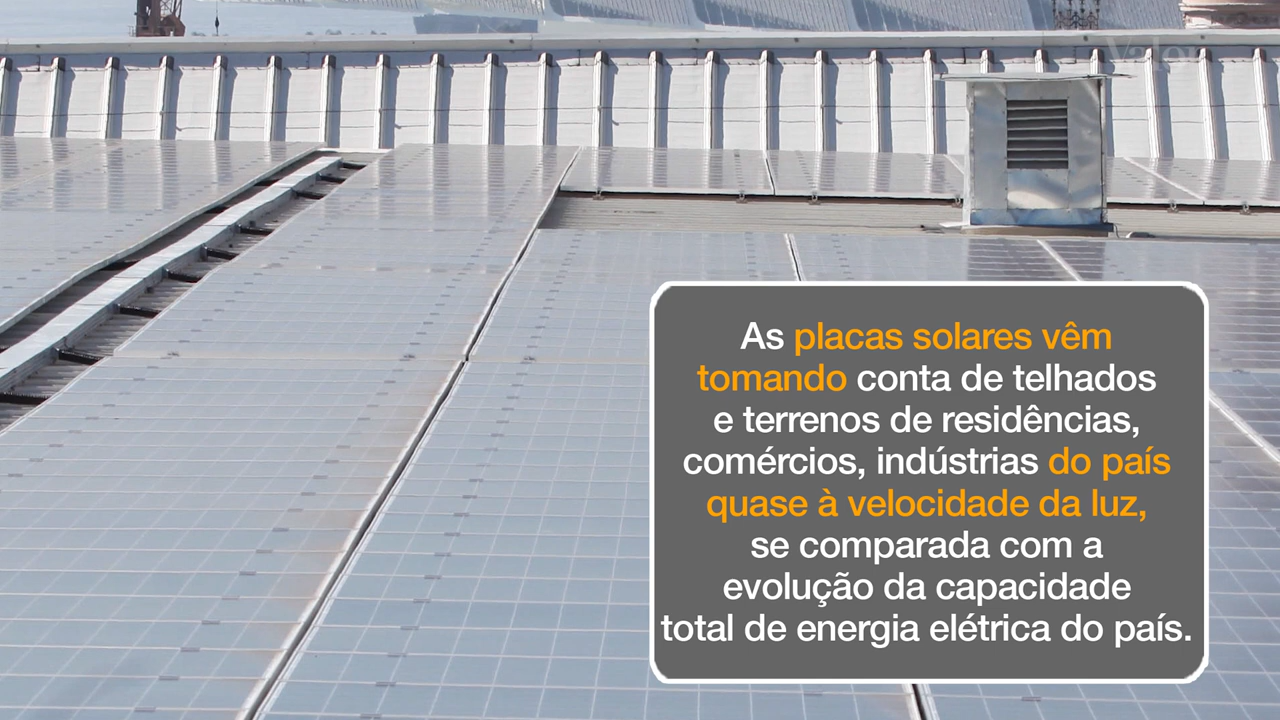 Valor
As placas solares vêm
tomando conta de telhados
e terrenos de residências,
comércios, indústrias do país
quase à velocidade da luz,
se comparada com a
evolução da capacidade
total de energia elétrica do país.